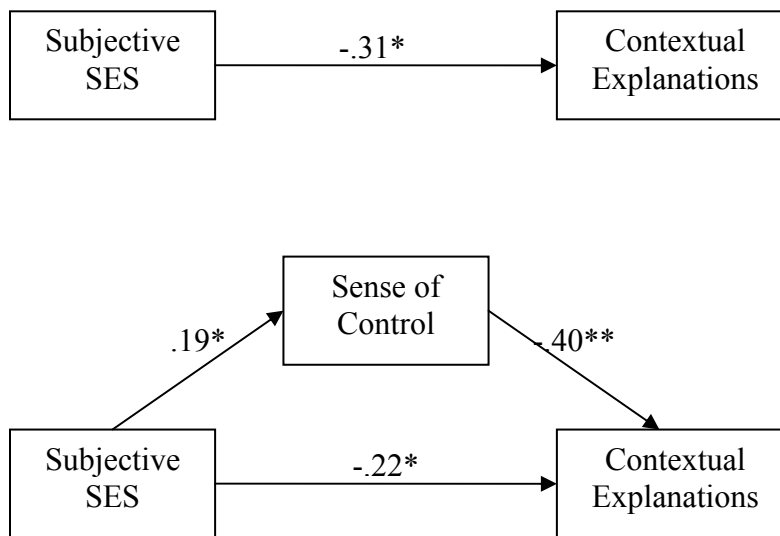 Subjective
SES
-.31*
Contextual
Explanations
Sense of
Control
.19*
-.40**
Subjective
SES
-.22*
Contextual
Explanations